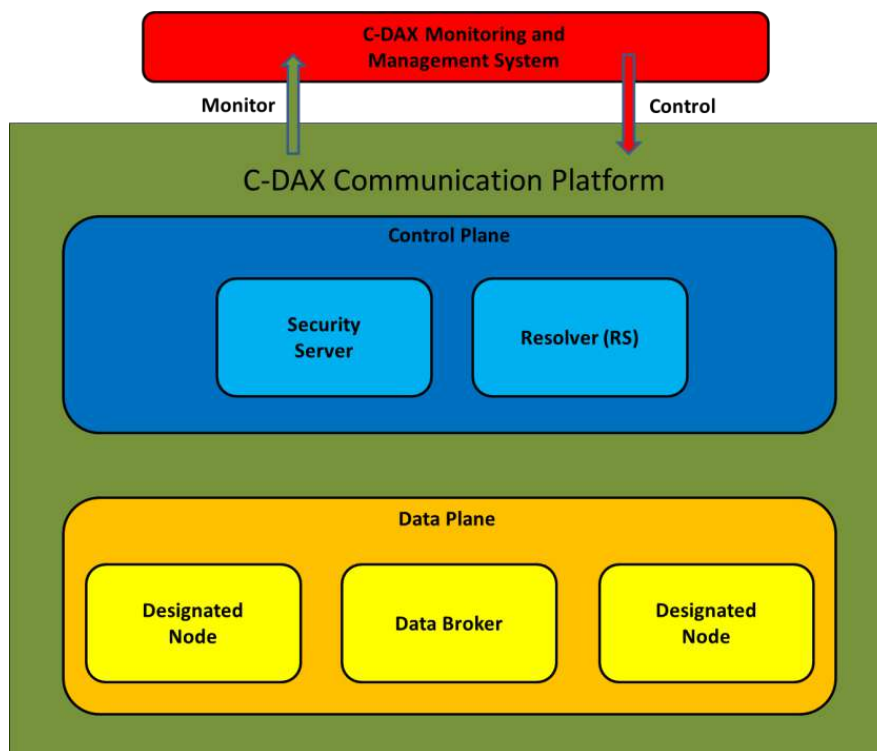 C-DAX Monitoring and
Management System
Monitor
Control
C-DAX Communication Platform
Control Plane
Security
Server
Resolver (RS)
Data Plane
Designated
Node
Data Broker
Designated
Node